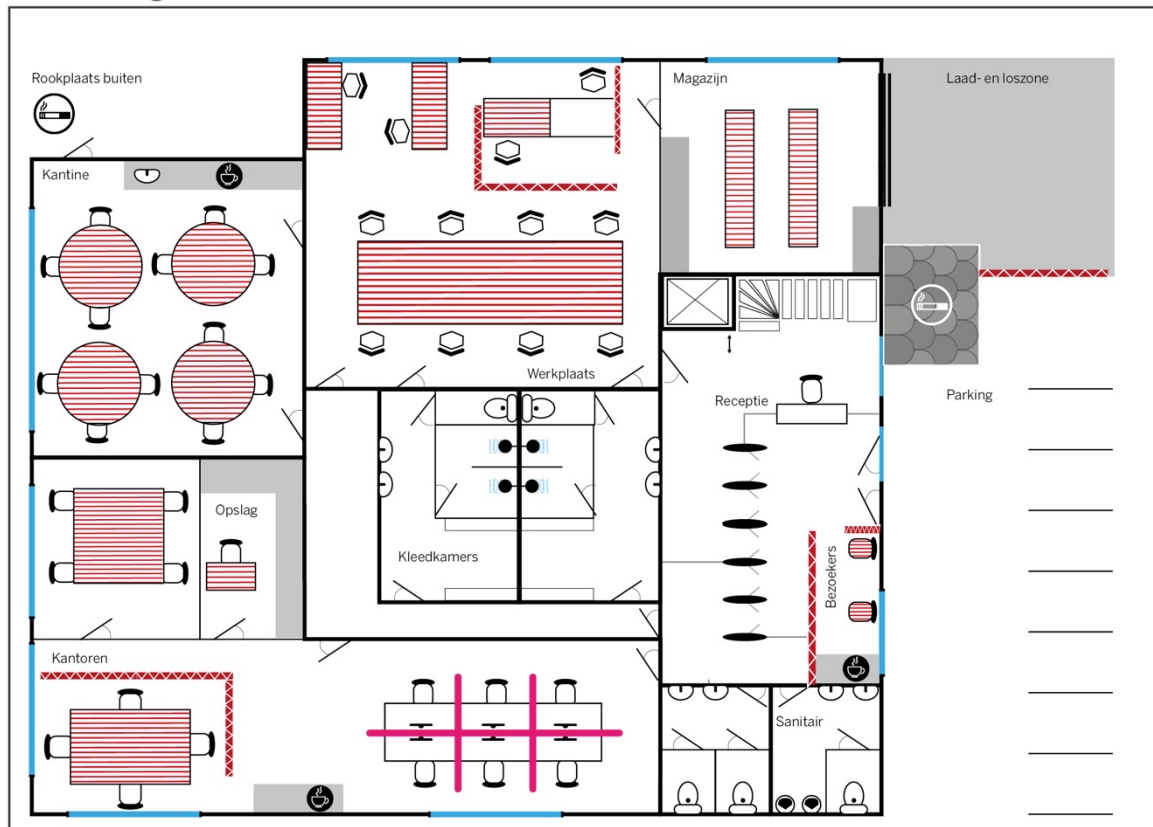 Rookplaats buiten
Magazijn
Laad- en loszone
Kantine
Werkplaats
Receptie
Parking
Opslag
Kleedkamers
Bezoekers
Kantoren
Sanitair